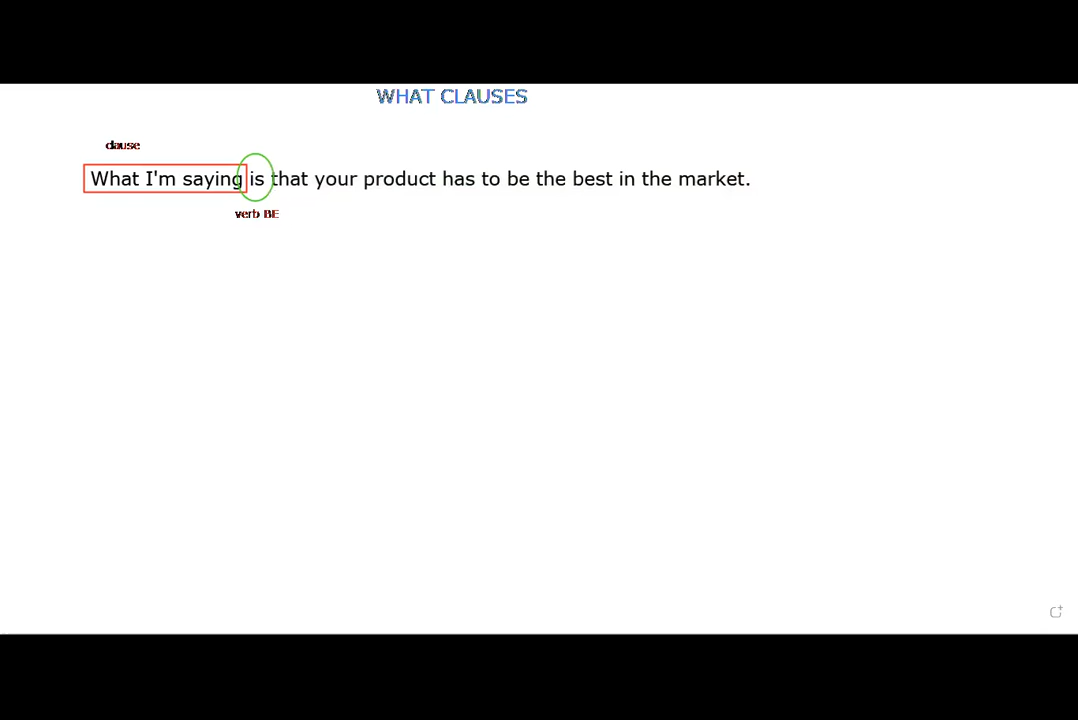 WHAT CLAUSES
clause
What I'm saying is that your product has to be the best in the market.
verb BE